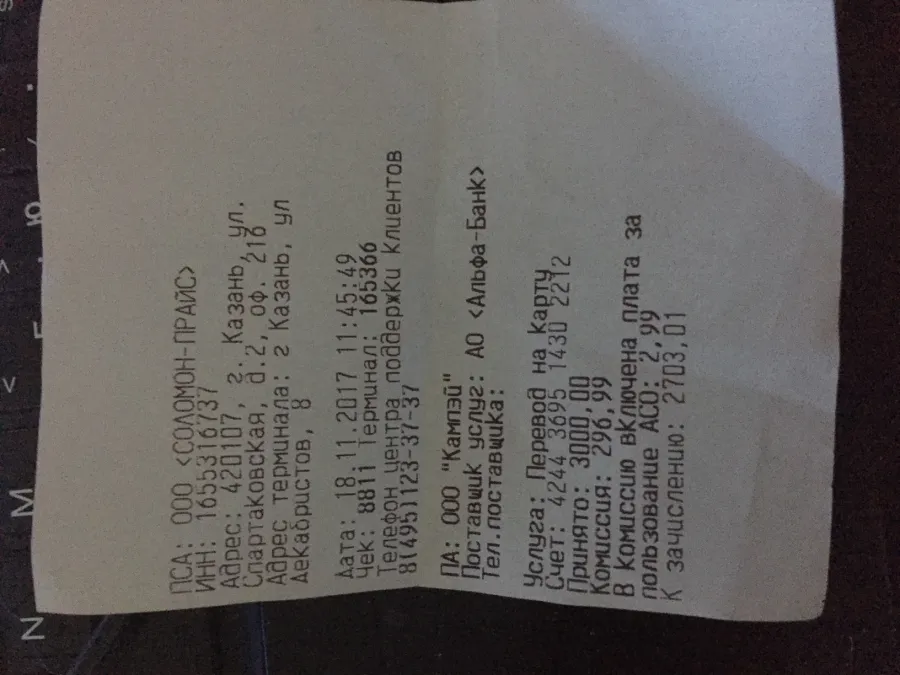 ПСА: ООО <СОЛОМОН-ПРАЙС>
ИНН: 1655316737
Адрес: 420107, г. Казань, ул.
Спартаковская, д.2, оф. 216
Адрес терминала: г Казань, ул
Декабристов, 8
Дата: 18.11.2017 11:45:49
Чек: 8811 Терминал: 165366
Телефон центра поддержки Клиентов
8(495)123-37-37
ПА: ООО "Кампэй"
Поставщик услуг: АО <Альфа-Банк>
Тел.поставщика:
Услуга: Перевод на Карту
Счет: 4244 3695 1430 2212
Принято: 3000,00
Комиссия: 296,99
В комиссию включена плата за
пользование АСО: 2,99
К зачислению: 2703,01
N
M
Б
Ю
<
>